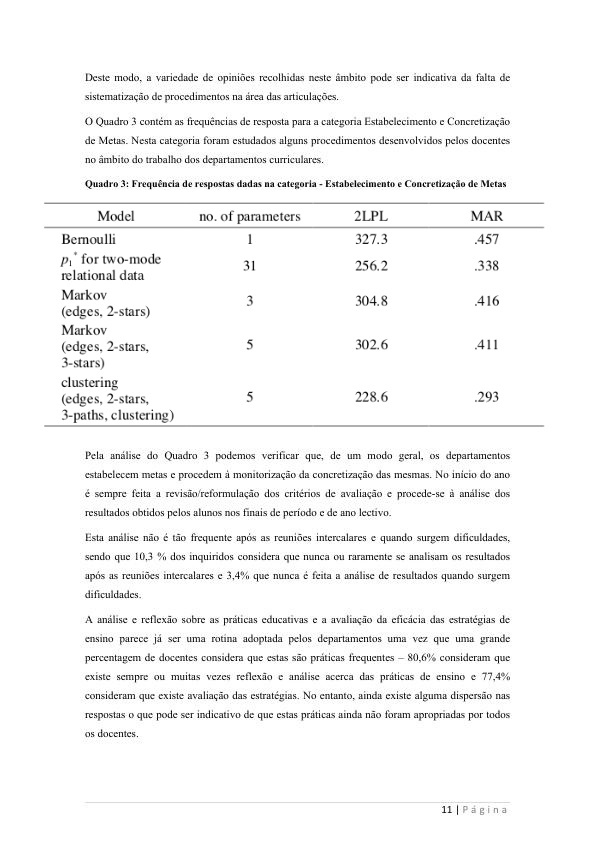 Deste modo, a variedade de opiniões recolhidas neste âmbito pode ser indicativa da falta de
sistematização de procedimentos na área das articulações.
O Quadro 3 contém as frequências de resposta para a categoria Estabelecimento e Concretização
de Metas. Nesta categoria foram estudados alguns procedimentos desenvolvidos pelos docentes
no âmbito do trabalho dos departamentos curriculares.
Quadro 3: Frequência de respostas dadas na categoria - Estabelecimento e Concretização de Metas
Model no. of parameters 2LPL MAR
Bernoulli 1 327.3 .457
p₁* for two-mode
relational data 31 256.2 .338
Markov
(edges, 2-stars) 3 304.8 .416
Markov
(edges, 2-stars, 5 302.6 .411
3-stars)
clustering
(edges, 2-stars, 5 228.6 .293
3-paths, clustering)
Pela análise do Quadro 3 podemos verificar que, de um modo geral, os departamentos
estabelecem metas e procedem à monitorização da concretização das mesmas. No início do ano
é sempre feita a revisão/reformulação dos critérios de avaliação e procede-se à análise dos
resultados obtidos pelos alunos nos finais de período e de ano lectivo.
Esta análise não é tão frequente após as reuniões intercalares e quando surgem dificuldades,
sendo que 10,3 % dos inquiridos considera que nunca ou raramente se analisam os resultados
após as reuniões intercalares e 3,4% que nunca é feita a análise de resultados quando surgem
dificuldades.
A análise e reflexão sobre as práticas educativas e a avaliação da eficácia das estratégias de
ensino parece já ser uma rotina adoptada pelos departamentos uma vez que uma grande
percentagem de docentes considera que estas são práticas frequentes – 80,6% consideram que
existe sempre ou muitas vezes reflexão e análise acerca das práticas de ensino e 77,4%
consideram que existe avaliação das estratégias. No entanto, ainda existe alguma dispersão nas
respostas o que pode ser indicativo de que estas práticas ainda não foram apropriadas por todos
os docentes.
11 | Página